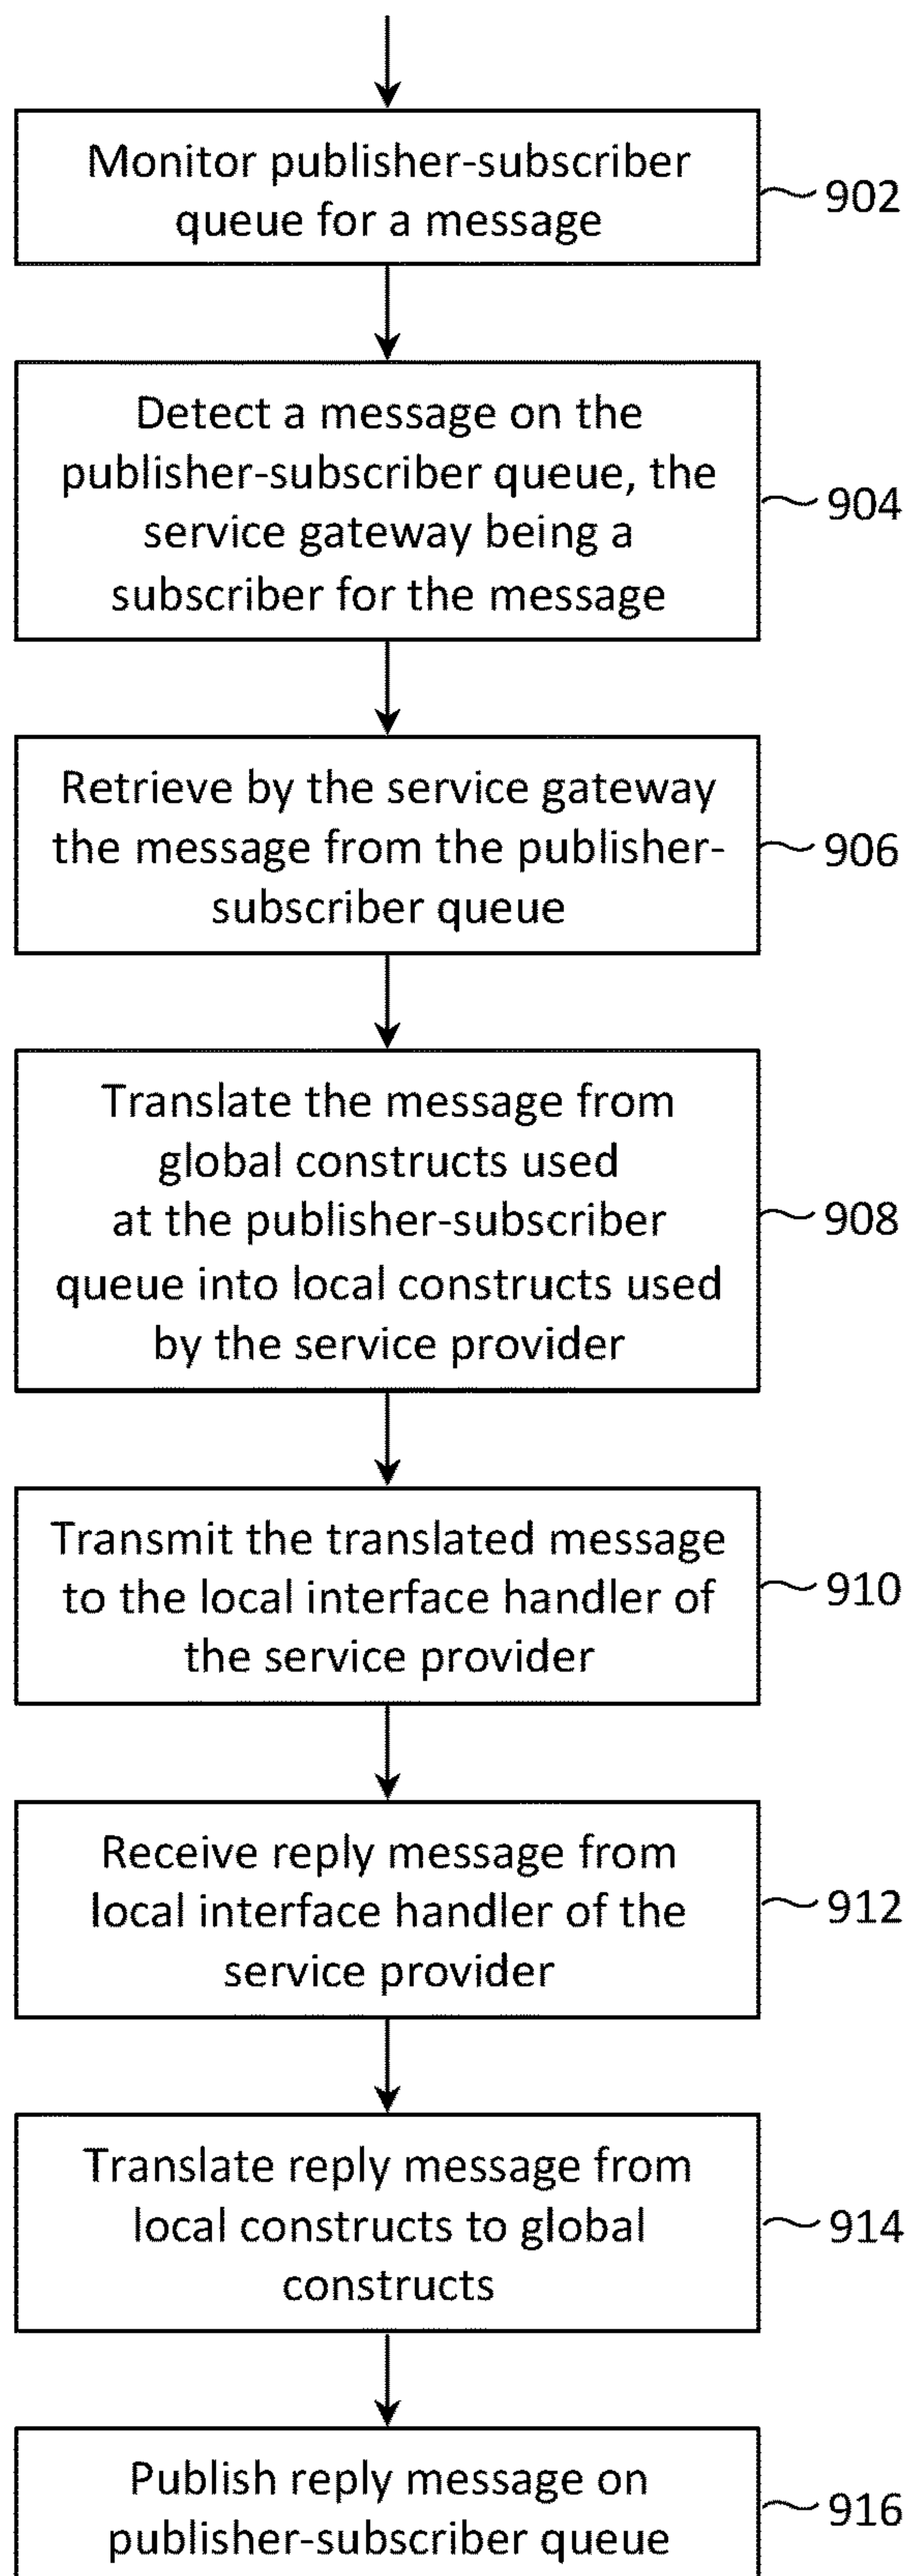 Monitor publisher-subscriber
queue for a message
902
Detect a message on the
publisher-subscriber queue, the
service gateway being a
subscriber for the message
904
Retrieve by the service gateway
the message from the publisher-
subscriber queue
906
Translate the message from
global constructs used
at the publisher-subscriber
queue into local constructs used
by the service provider
908
Transmit the translated message
to the local interface handler of
the service provider
910
Receive reply message from
local interface handler of the
service provider
912
Translate reply message from
local constructs to global
constructs
914
Publish reply message on
publisher-subscriber queue
916